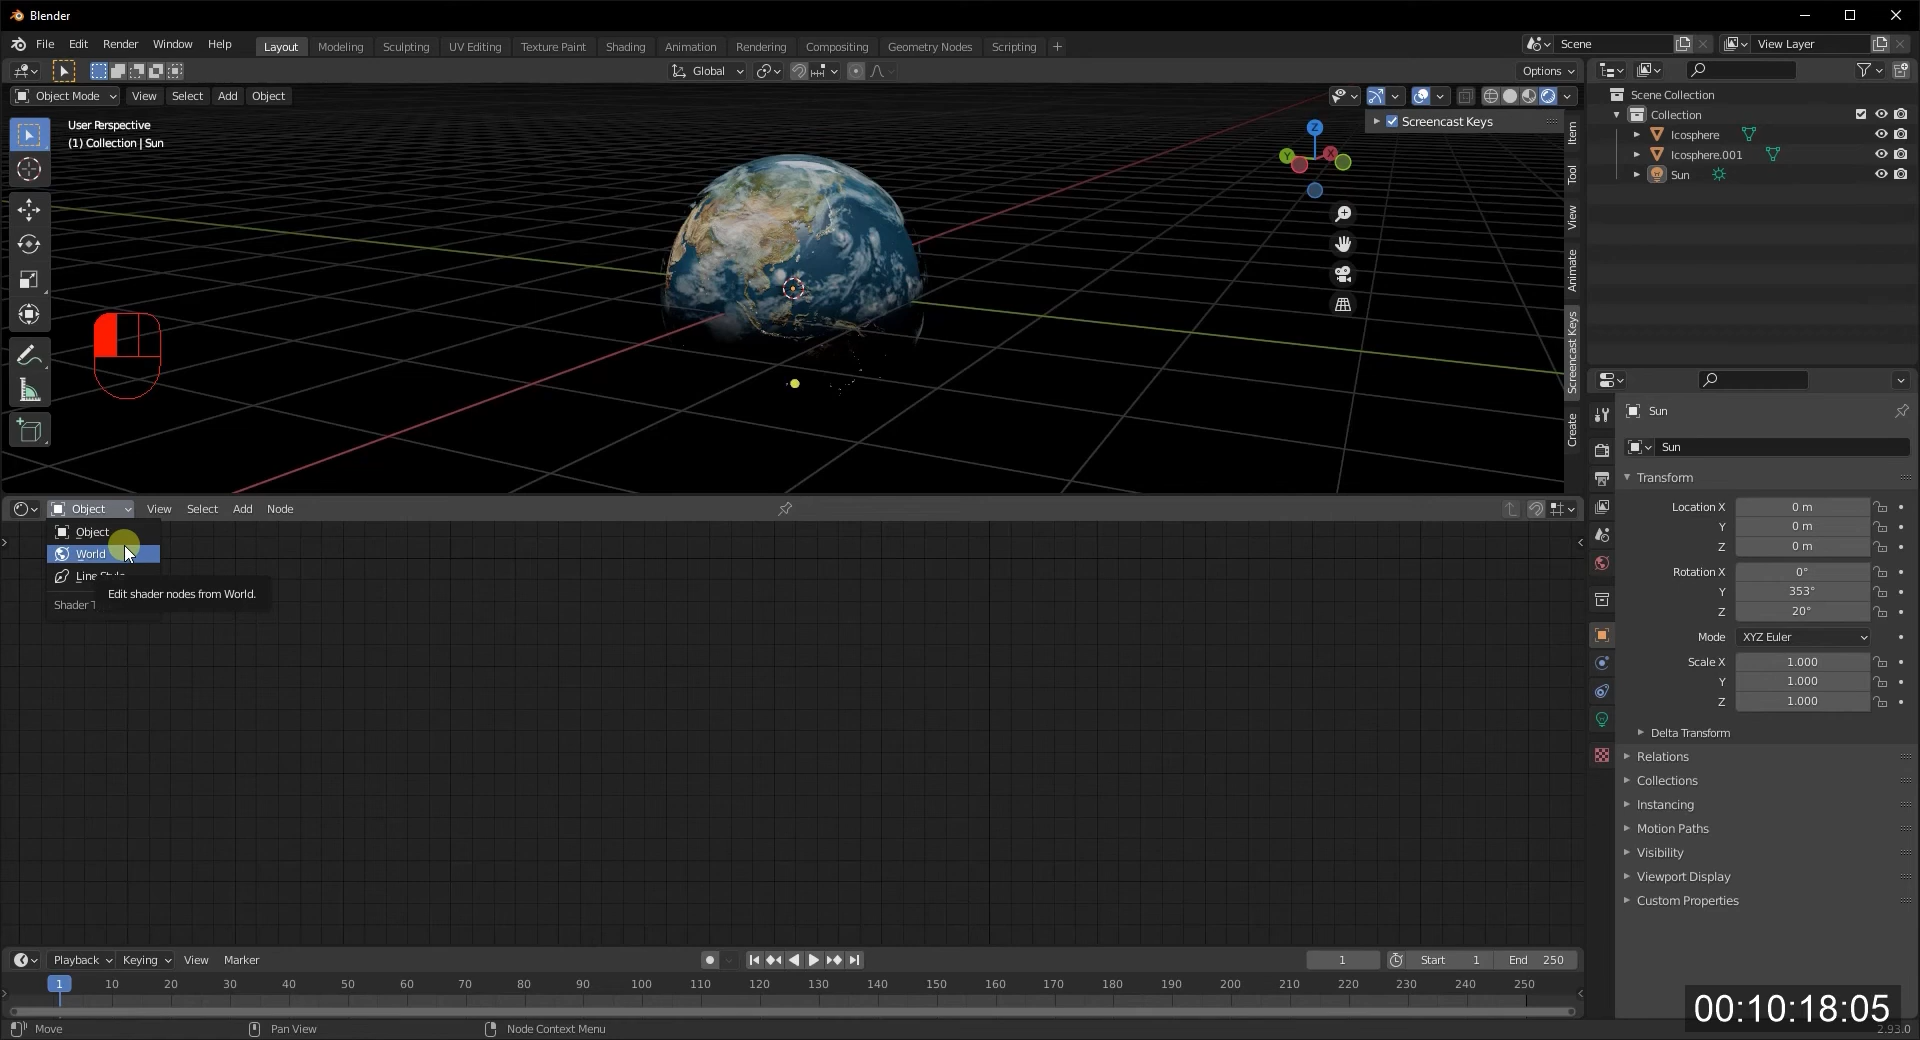 Blender
File Edit Render Window Help Layout Modeling Sculpting UV Editing Texture Paint Shading Animation Rendering Compositing Geometry Nodes Scripting + Scene View Layer
Global Options
Object Mode View Select Add Object
User Perspective
(1) Collection | Sun
Screencast Keys
Z
Y
X
Item
Tool
View
Animate
Screencast Keys
Create
Scene Collection
Collection
Icosphere
Icosphere.001
Sun
Sun
Sun
Transform
Location X 0 m
Y 0 m
Z 0 m
Rotation X 0°
Y 353°
Z 20°
Mode XYZ Euler
Scale X 1.000
Y 1.000
Z 1.000
Delta Transform
Relations
Collections
Instancing
Motion Paths
Visibility
Viewport Display
Custom Properties
Object View Select Add Node
Object
World
Line Style
Edit shader nodes from World.
Shader T
Playback Keying View Marker 1 Start 1 End 250
1 10 20 30 40 50 60 70 80 90 100 110 120 130 140 150 160 170 180 190 200 210 220 230 240 250
Move Pan View Node Context Menu
00:10:18:05
2.93.0